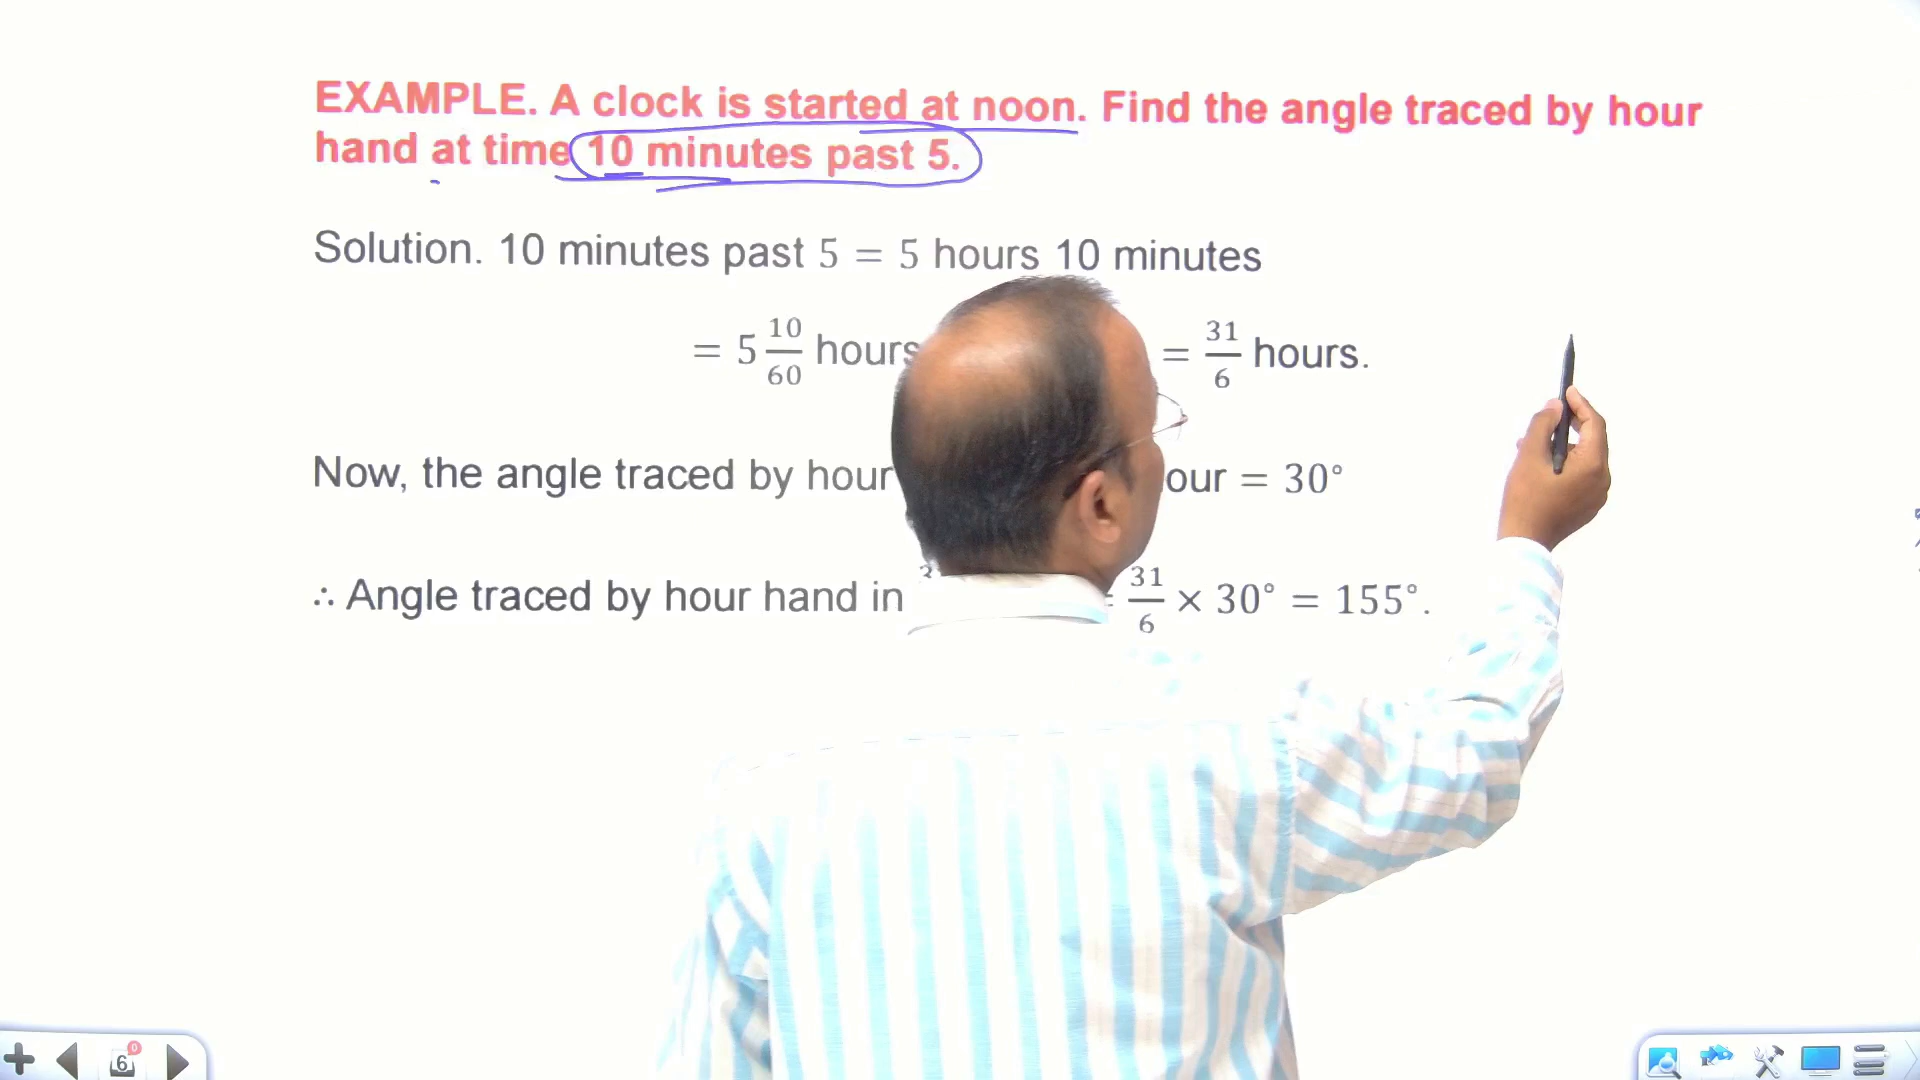 EXAMPLE. A clock is started at noon. Find the angle traced by hour
hand at time 10 minutes past 5.
Solution. 10 minutes past 5 = 5 hours 10 minutes
= 5 10/60 hours = 31/6 hours.
Now, the angle traced by hour = 30°
∴ Angle traced by hour hand in 31/6 × 30° = 155°.
6
0